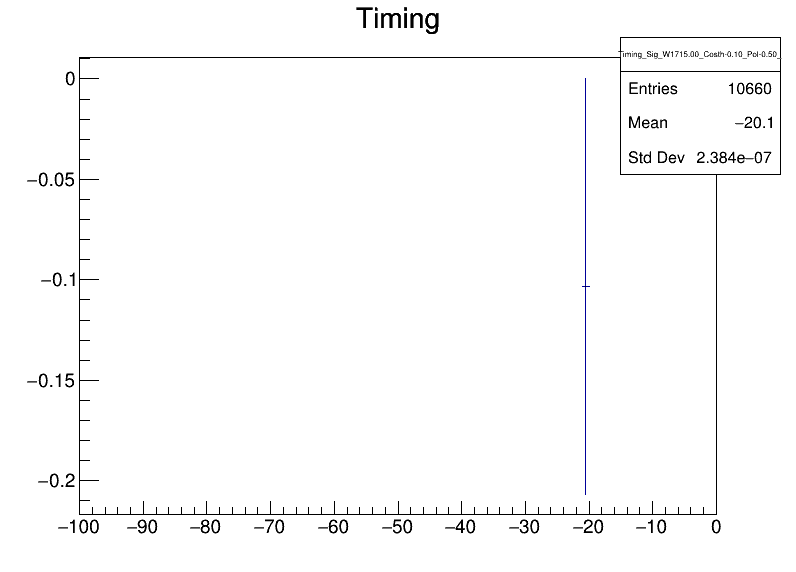 Timing
Timing_Sig_W1715.00_Costh-0.10_Pol-0.50_
Entries 10660
Mean −20.1
Std Dev 2.384e−07
0
−0.05
−0.1
−0.15
−0.2
−100 −90 −80 −70 −60 −50 −40 −30 −20 −10 0